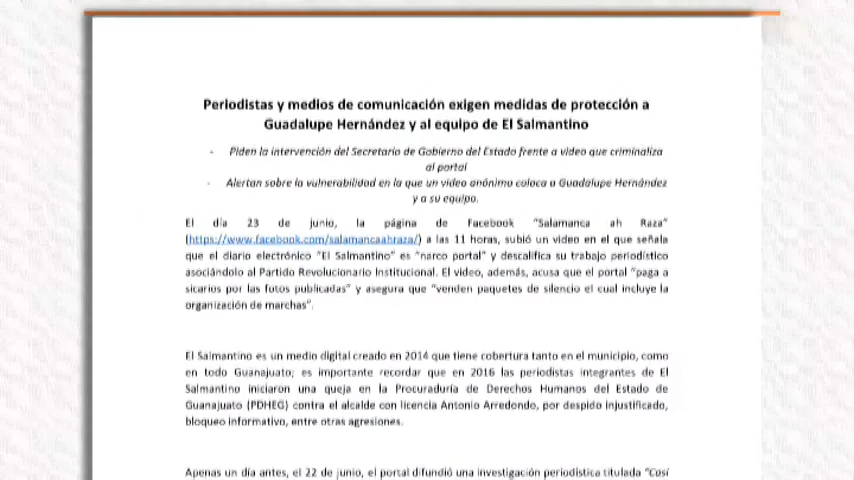 Periodistas y medios de comunicación exigen medidas de protección a
Guadalupe Hernández y al equipo de El Salmantino
- Piden la intervención del Secretario de Gobierno del Estado frente a video que criminaliza
al portal
- Alertan sobre la vulnerabilidad en la que un video anónimo coloca a Guadalupe Hernández
y a su equipo.
El día 23 de junio, la página de Facebook “Salamanca ah Raza”
(https://www.facebook.com/salamancaahraza/) a las 11 horas, subió un video en el que señala
que el diario electrónico “El Salmantino” es “narco portal” y descalifica su trabajo periodístico
asociándolo al Partido Revolucionario Institucional. El video, además, acusa que el portal “paga a
sicarios por las fotos publicadas” y asegura que “venden paquetes de silencio el cual incluye la
organización de marchas”.
El Salmantino es un medio digital creado en 2014 que tiene cobertura tanto en el municipio, como
en todo Guanajuato; es importante recordar que en 2016 las periodistas integrantes de El
Salmantino iniciaron una queja en la Procuraduría de Derechos Humanos del Estado de
Guanajuato (PDHEG) contra el alcalde con licencia Antonio Arredondo, por despido injustificado,
bloqueo informativo, entre otras agresiones.
Apenas un día antes, el 22 de junio, el portal difundió una investigación periodística titulada “Casi